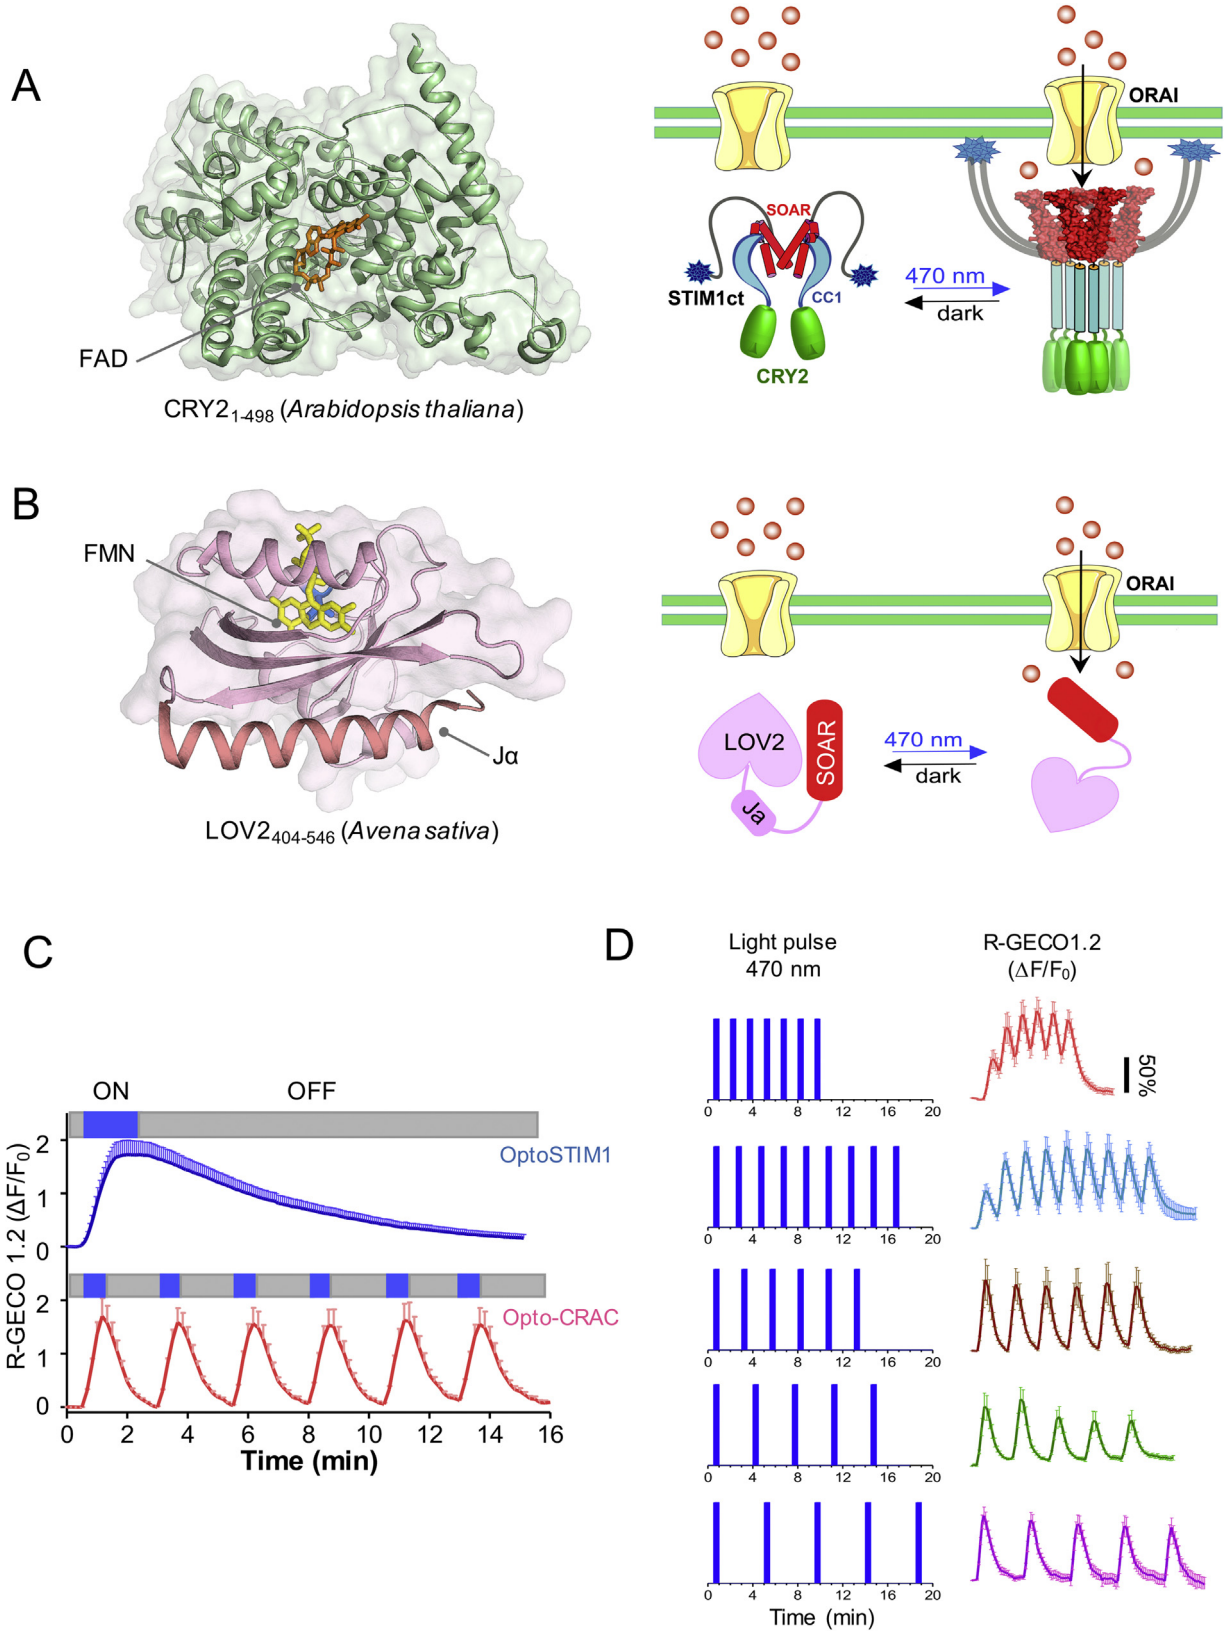 A
FAD
CRY2₁₋₄₉₈ (Arabidopsis thaliana)
ORAI
SOAR
STIM1ct
CC1
CRY2
470 nm
dark
B
FMN
Jα
LOV2₄₀₄₋₅₄₆ (Avena sativa)
ORAI
LOV2
SOAR
Ja
470 nm
dark
C
ON OFF
OptoSTIM1
Opto-CRAC
R-GECO 1.2 (ΔF/F₀)
2
1
0
2
1
0
0 2 4 6 8 10 12 14 16
Time (min)
D
Light pulse
470 nm
R-GECO1.2
(ΔF/F₀)
50%
0 4 8 12 16 20
0 4 8 12 16 20
0 4 8 12 16 20
0 4 8 12 16 20
0 4 8 12 16 20
Time (min)